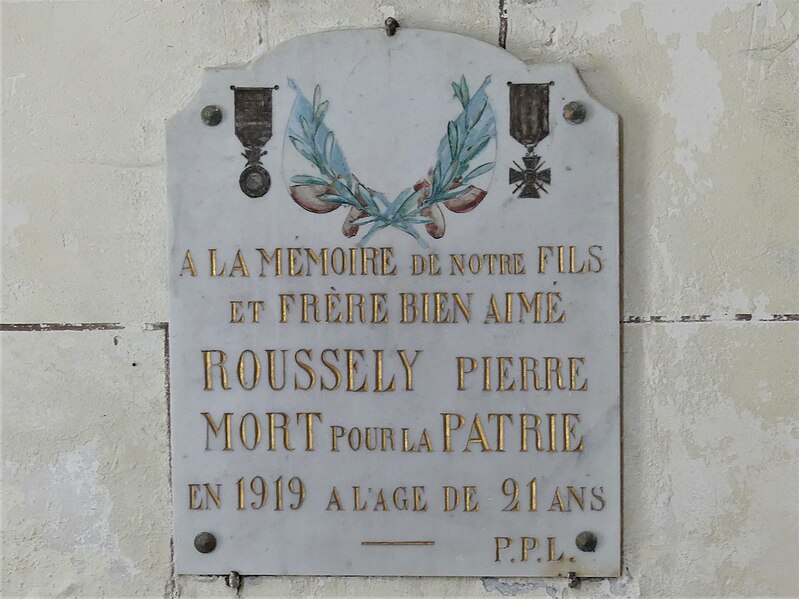 A LA MÉMOIRE DE NOTRE FILS
ET FRÈRE BIEN AIMÉ
ROUSSELY PIERRE
MORT POUR LA PATRIE
EN 1919 A L'AGE DE 21 ANS
P.P.L.